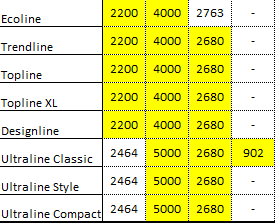 Ecoline 2200 4000 2763 -
Trendline 2200 4000 2680 -
Topline 2200 4000 2680 -
Topline XL 2200 4000 2680 -
Designline 2200 4000 2680 -
Ultraline Classic 2464 5000 2680 902
Ultraline Style 2464 5000 2680 -
Ultraline Compact 2464 5000 2680 -